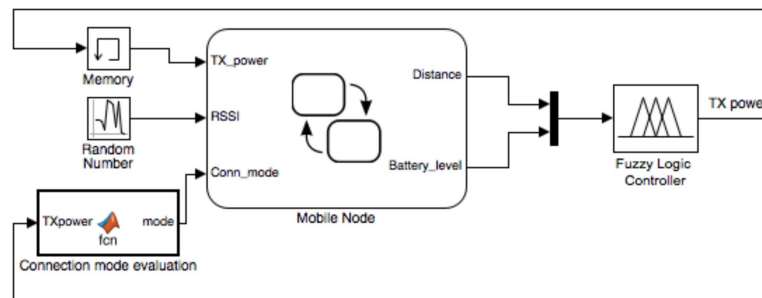 Memory
TX_power
Distance
RSSI
Random
Number
TX power
Fuzzy Logic
Controller
Conn_mode
Battery_level
Mobile Node
TXpower
mode
fcn
Connection mode evaluation